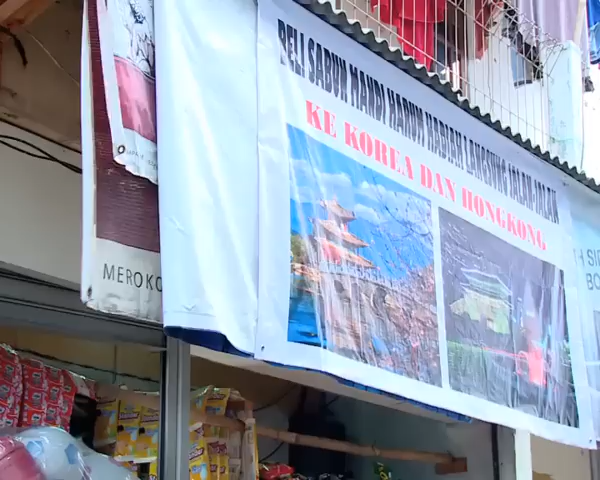 BELI SABUN MANDI HARUM HADIAH LANGSUNG JALAN-JALAN
KE KOREA DAN HONGKONG
MEROKO